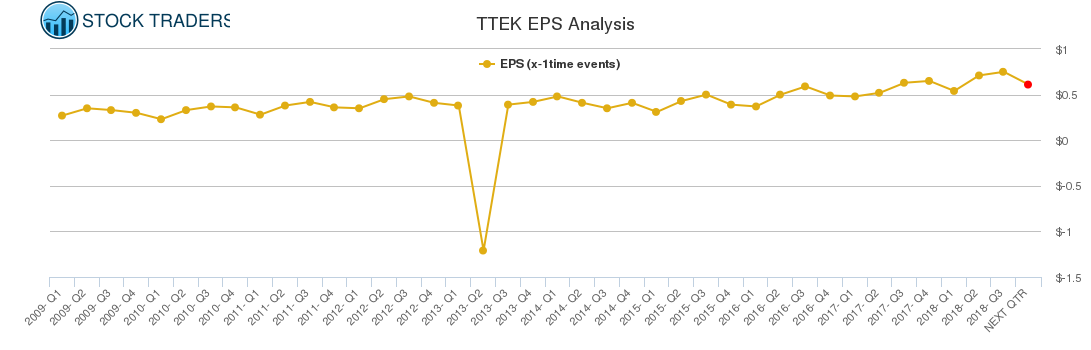 STOCK TRADERS
TTEK EPS Analysis
EPS (x-1time events)
$1
$0.5
$0
$-0.5
$-1
$-1.5
2009- Q1
2009- Q2
2009- Q3
2009- Q4
2010- Q1
2010- Q2
2010- Q3
2010- Q4
2011- Q1
2011- Q2
2011- Q3
2011- Q4
2012- Q1
2012- Q2
2012- Q3
2012- Q4
2013- Q1
2013- Q2
2013- Q3
2013- Q4
2014- Q1
2014- Q2
2014- Q3
2014- Q4
2015- Q1
2015- Q2
2015- Q3
2015- Q4
2016- Q1
2016- Q2
2016- Q3
2016- Q4
2017- Q1
2017- Q2
2017- Q3
2017- Q4
2018- Q1
2018- Q2
2018- Q3
NEXT QTR